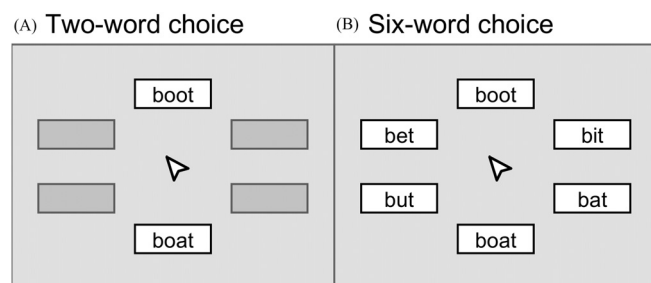 (A) Two-word choice
boot
boat
(B) Six-word choice
boot
bet
bit
but
bat
boat